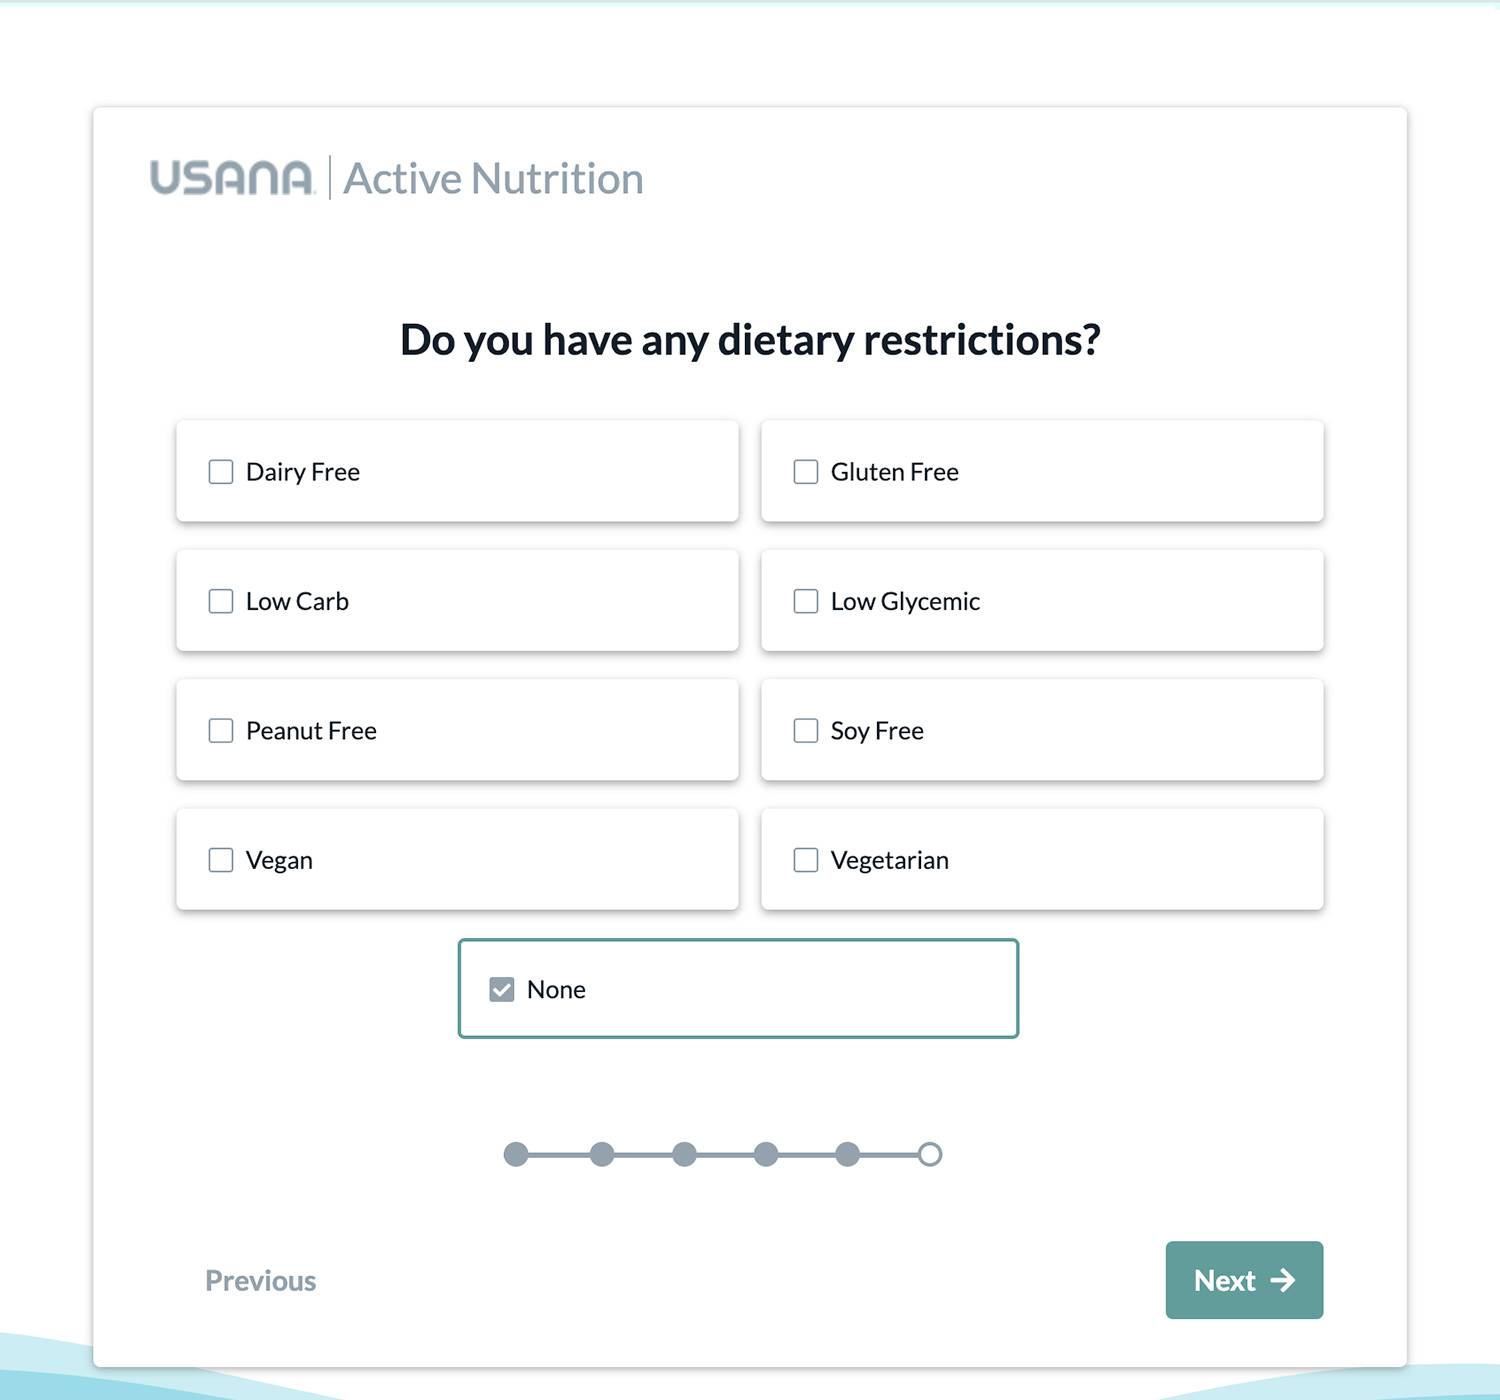 USANA Active Nutrition
Do you have any dietary restrictions?
Dairy Free
Gluten Free
Low Carb
Low Glycemic
Peanut Free
Soy Free
Vegan
Vegetarian
None
Previous
Next